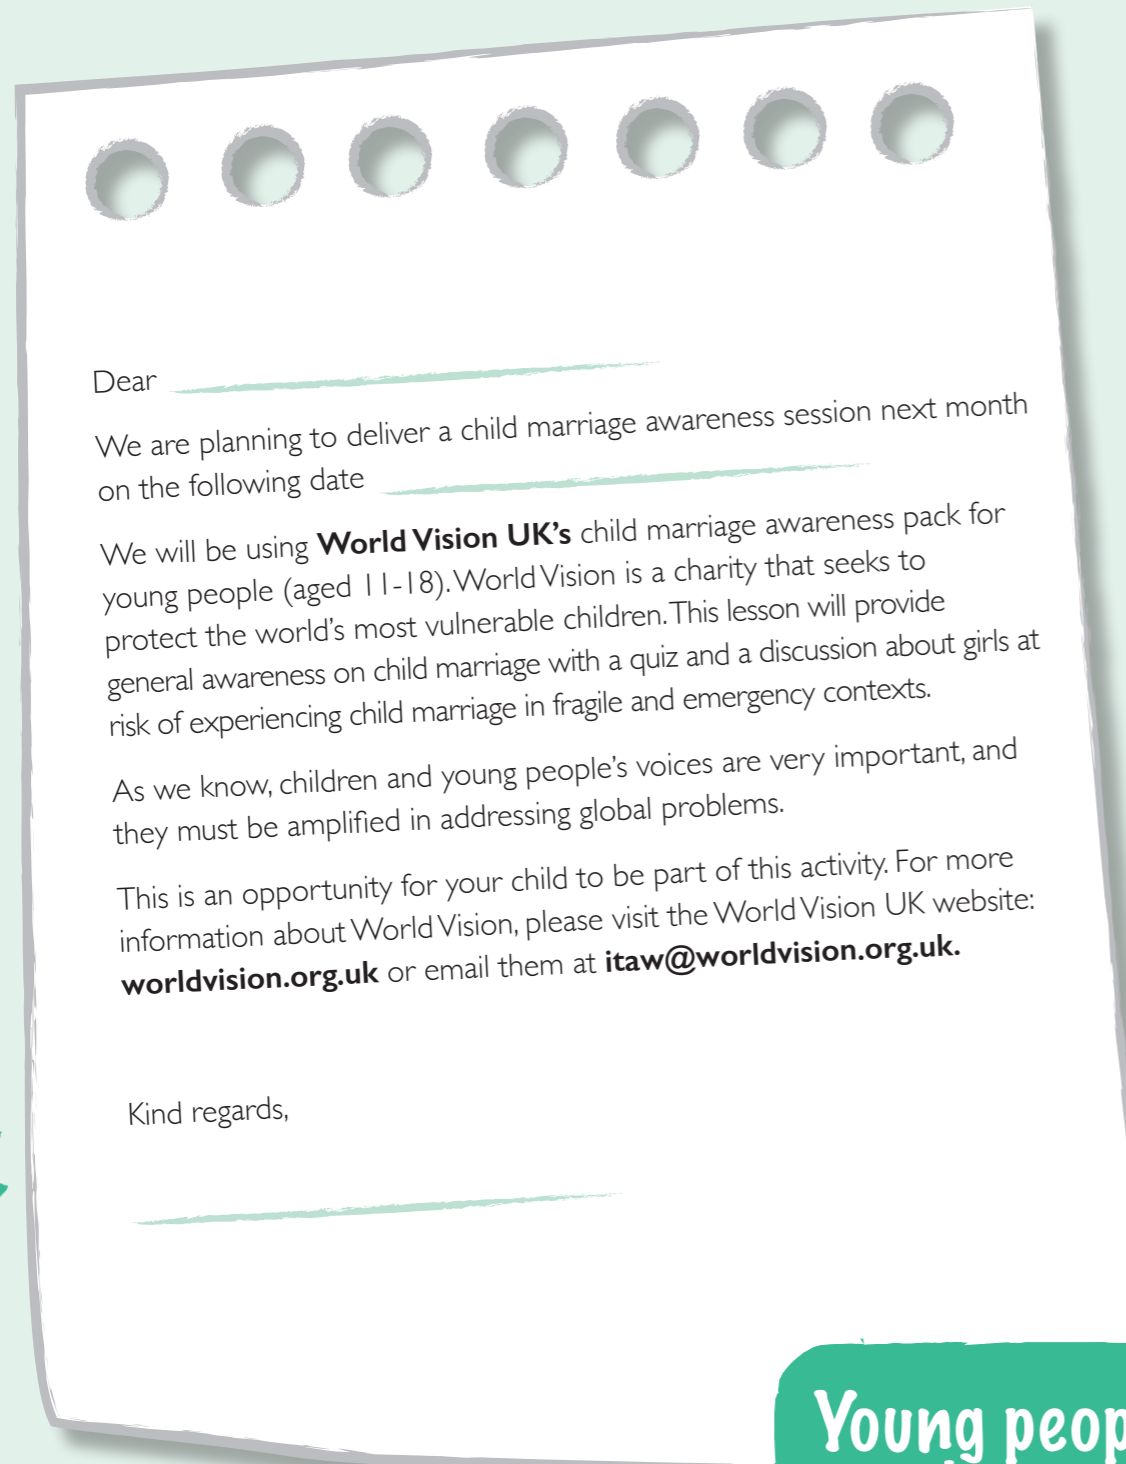 Dear
We are planning to deliver a child marriage awareness session next month
on the following date
We will be using World Vision UK's child marriage awareness pack for
young people (aged 11-18). World Vision is a charity that seeks to
protect the world's most vulnerable children. This lesson will provide
general awareness on child marriage with a quiz and a discussion about girls at
risk of experiencing child marriage in fragile and emergency contexts.
As we know, children and young people's voices are very important, and
they must be amplified in addressing global problems.
This is an opportunity for your child to be part of this activity. For more
information about World Vision, please visit the World Vision UK website:
worldvision.org.uk or email them at itaw@worldvision.org.uk.
Kind regards,
Young